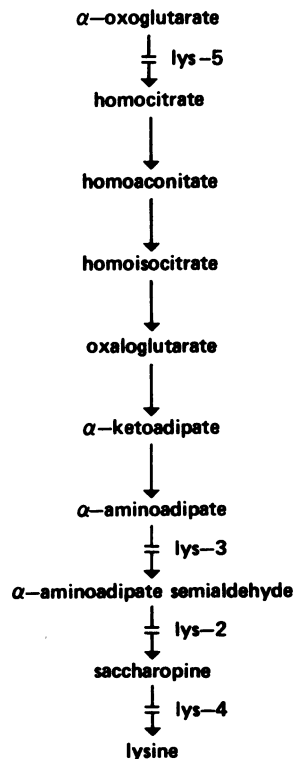 α—oxoglutarate
lys—5
homocitrate
homoaconitate
homoisocitrate
oxaloglutarate
α—ketoadipate
α—aminoadipate
lys—3
α—aminoadipate semialdehyde
lys—2
saccharopine
lys—4
lysine